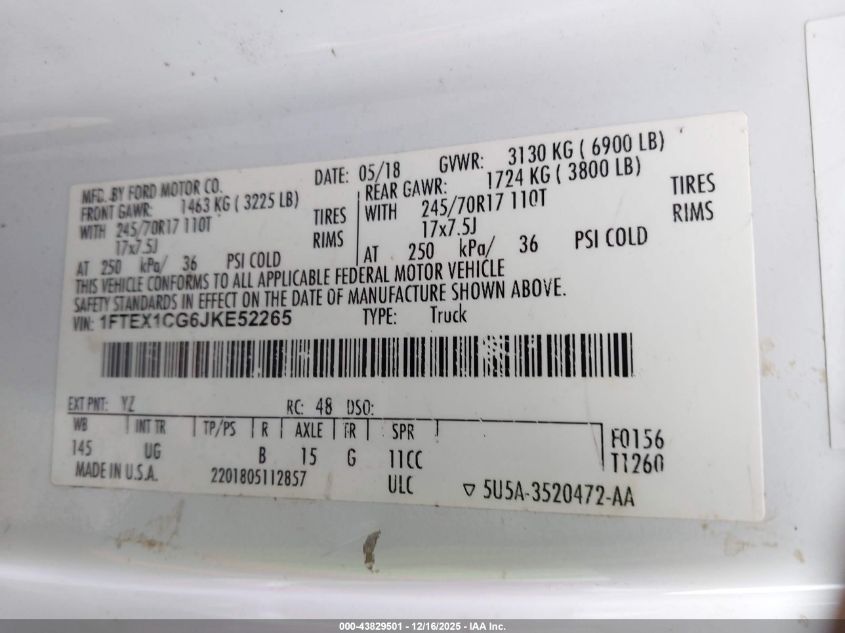 MFD. BY FORD MOTOR CO.
DATE: 05/18 GVWR: 3130 KG ( 6900 LB)
FRONT GAWR: 1463 KG ( 3225 LB)
WITH 245/70R17 110T TIRES
17x7.5J RIMS
AT 250 kPa/ 36 PSI COLD
REAR GAWR: 1724 KG ( 3800 LB)
WITH 245/70R17 110T TIRES
17x7.5J RIMS
AT 250 kPa/ 36 PSI COLD
THIS VEHICLE CONFORMS TO ALL APPLICABLE FEDERAL MOTOR VEHICLE
SAFETY STANDARDS IN EFFECT ON THE DATE OF MANUFACTURE SHOWN ABOVE.
VIN: 1FTEX1CG6JKE52265 TYPE: Truck
EXT PNT: YZ RC: 48 DSO:
WB INT TR TP/PS R AXLE TR SPR
145 UG B 15 G 11CC F0156
MADE IN U.S.A. 2201805112857 ULC T1260
▽ 5U5A-3520472-AA
000-43829501 - 12/16/2025 - IAA Inc.